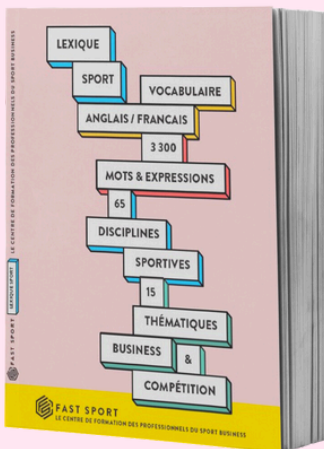 LEXIQUE
SPORT
VOCABULAIRE
ANGLAIS / FRANCAIS
3 300
MOTS & EXPRESSIONS
65
DISCIPLINES
SPORTIVES
15
THÉMATIQUES
BUSINESS
&
COMPÉTITION
FAST SPORT
LE CENTRE DE FORMATION DES PROFESSIONNELS DU SPORT BUSINESS
FAST SPORT
LEXIQUE SPORT
LE CENTRE DE FORMATION DES PROFESSIONNELS DU SPORT BUSINESS